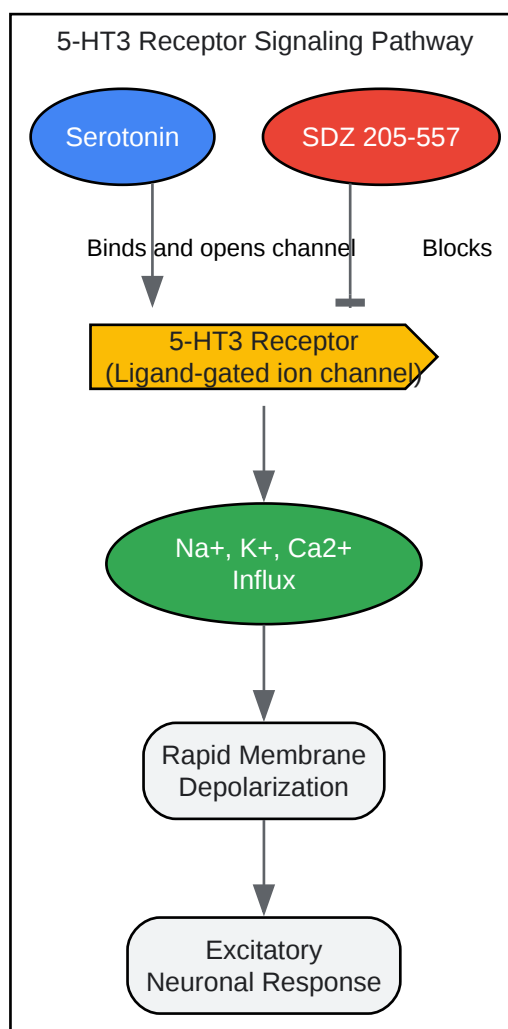 5-HT3 Receptor Signaling Pathway
Serotonin
SDZ 205-557
Binds and opens channel
Blocks
5-HT3 Receptor
(Ligand-gated ion channel)
Na+, K+, Ca2+
Influx
Rapid Membrane
Depolarization
Excitatory
Neuronal Response